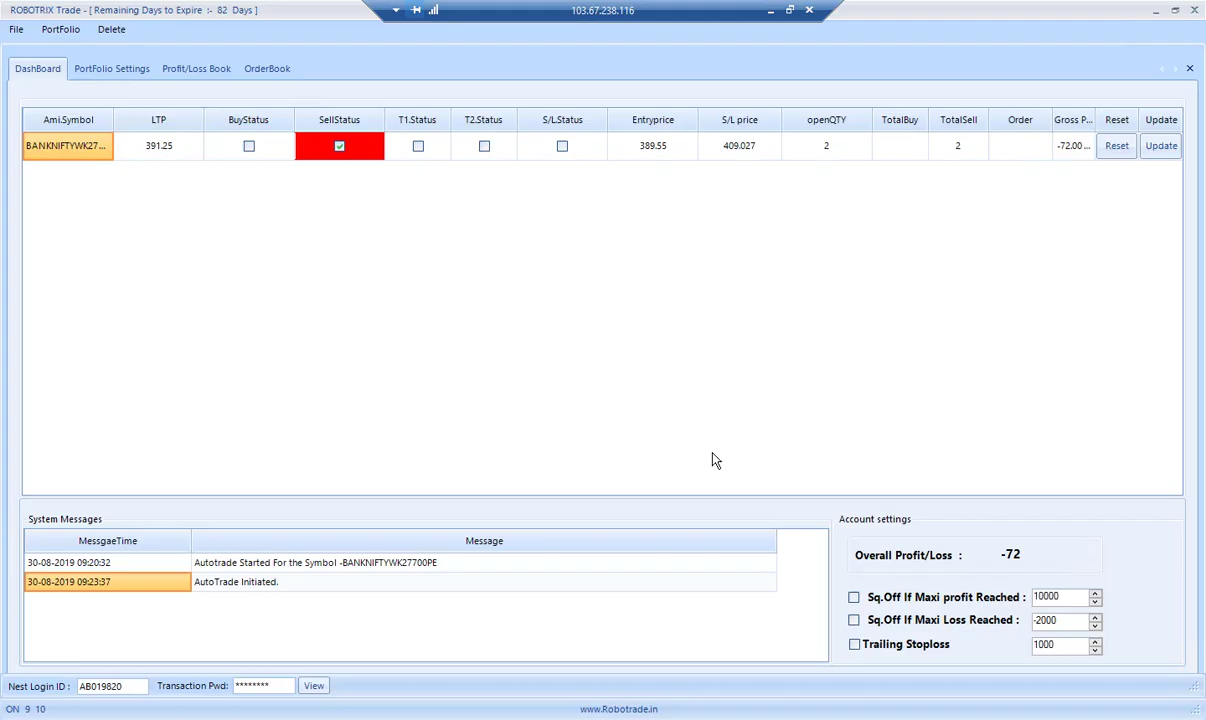 ROBOTRIX Trade - [ Remaining Days to Expire :- 82 Days ]
103.67.238.116
File PortFolio Delete
DashBoard PortFolio Settings Profit/Loss Book OrderBook
Ami.Symbol LTP BuyStatus SellStatus T1.Status T2.Status S/L.Status Entryprice S/L price openQTY TotalBuy TotalSell Order Gross P... Reset Update
BANKNIFTYWK27... 391.25 389.55 409.027 2 2 -72.00 ... Reset Update
System Messages
MessgaeTime Message
30-08-2019 09:20:32 Autotrade Started For the Symbol -BANKNIFTYWK27700PE
30-08-2019 09:23:37 AutoTrade Initiated.
Account settings
Overall Profit/Loss : -72
Sq.Off If Maxi profit Reached : 10000
Sq.Off If Maxi Loss Reached : -2000
Trailing Stoploss 1000
Nest Login ID : AB019820 Transaction Pwd: ******** View
ON 9 10 www.Robotrade.in